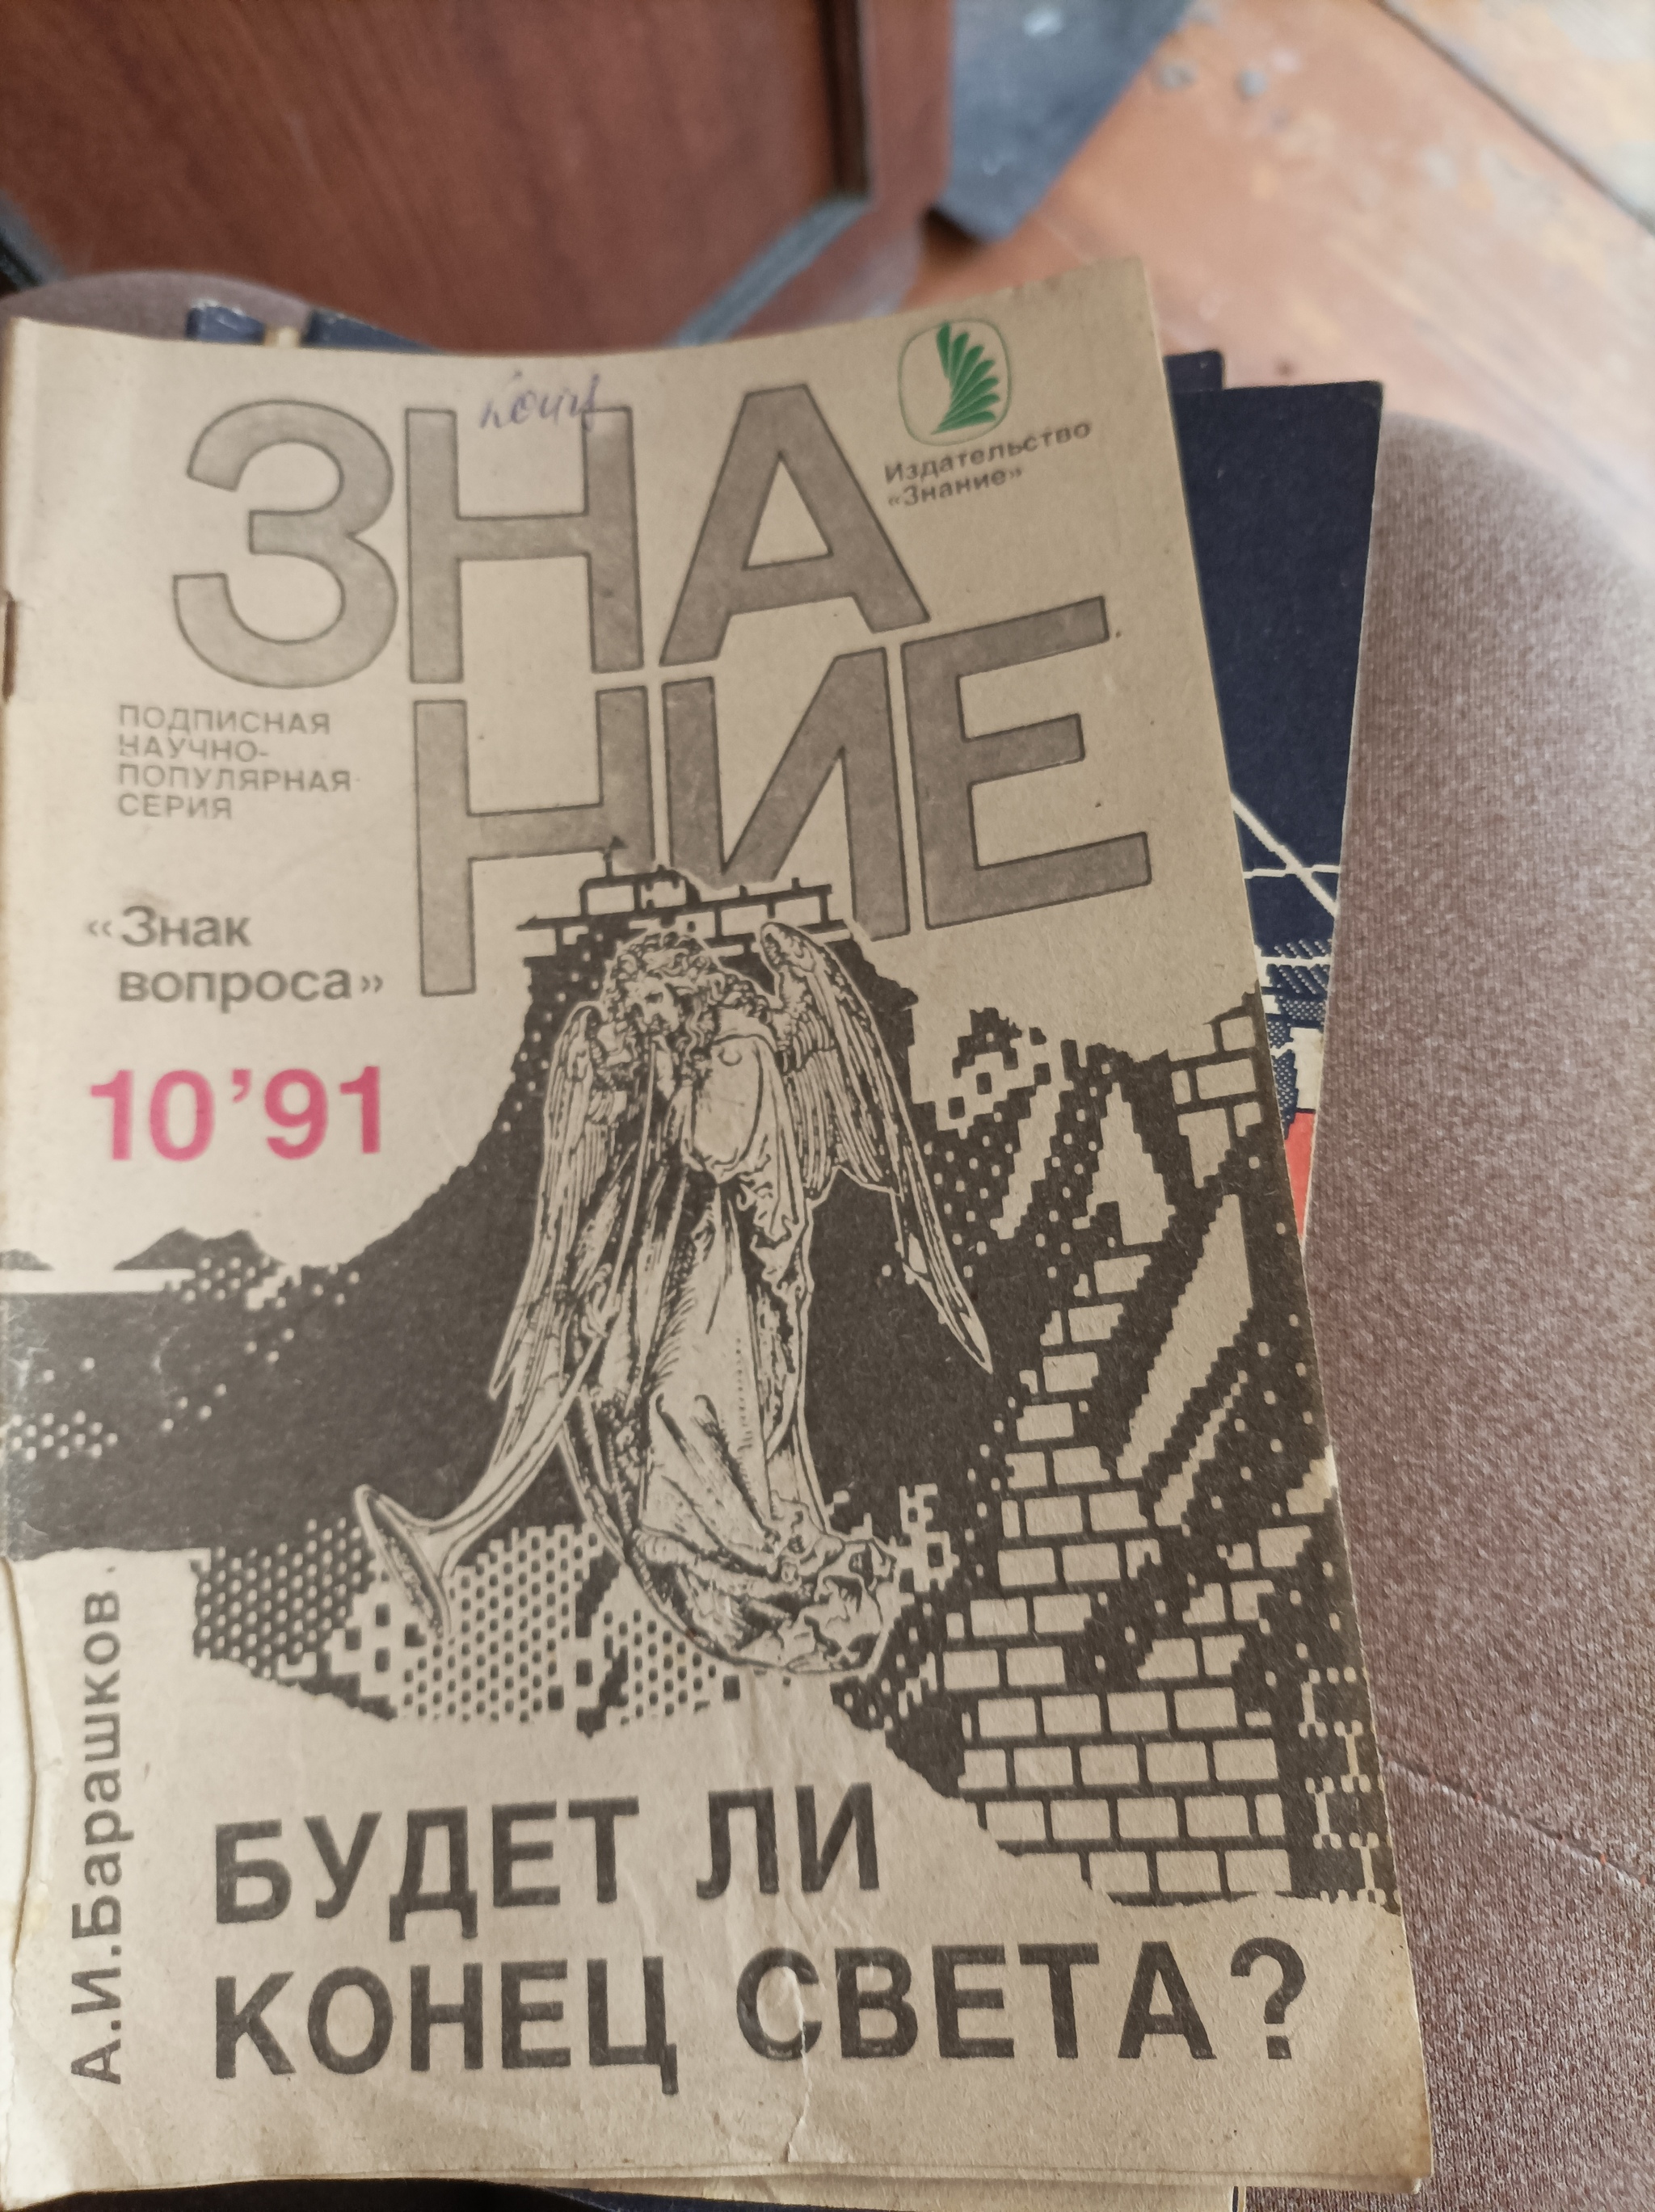 ЗНА
НИЕ
Издательство
«Знание»
ПОДПИСНАЯ
НАУЧНО-
ПОПУЛЯРНАЯ
СЕРИЯ
«Знак
вопроса»
10'91
А.И.Барашков
БУДЕТ ЛИ
КОНЕЦ СВЕТА?